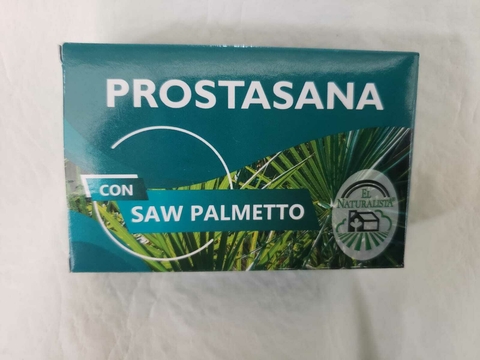 PROSTASANA
CON
SAW PALMETTO
EL
NATURALISTA